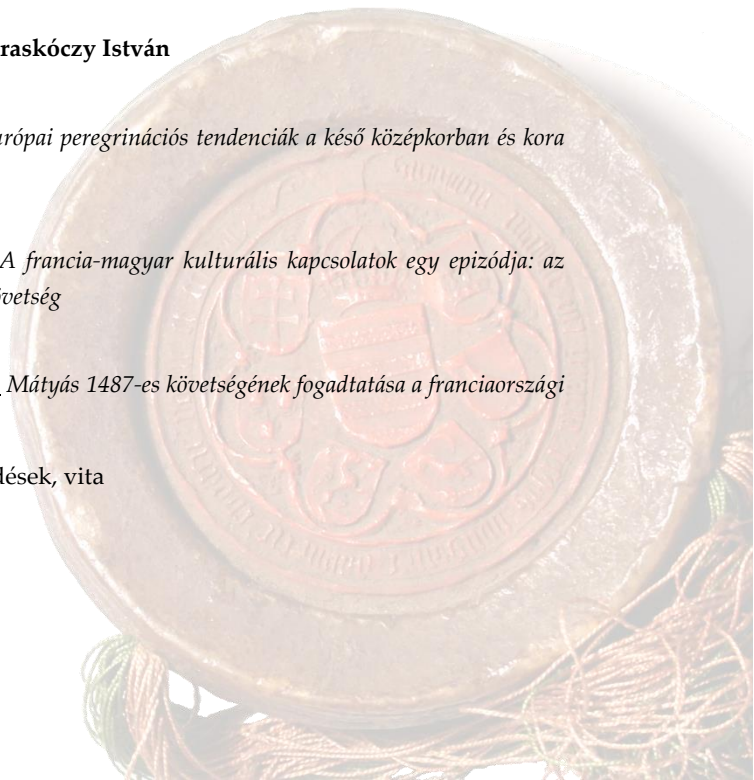 raskóczy István
urópai peregrinációs tendenciák a késő középkorban és kora
A francia-magyar kulturális kapcsolatok egy epizódja: az
övetség
Mátyás 1487-es követségének fogadtatása a franciaországi
dések, vita